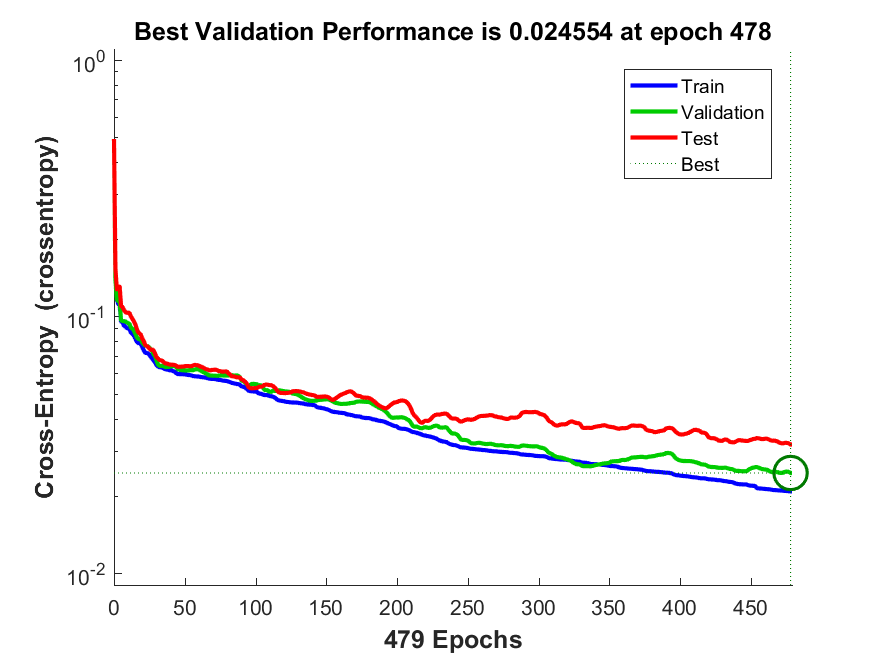 Best Validation Performance is 0.024554 at epoch 478
Cross-Entropy (crossentropy)
10^0
10^-1
10^-2
Train
Validation
Test
Best
0 50 100 150 200 250 300 350 400 450
479 Epochs